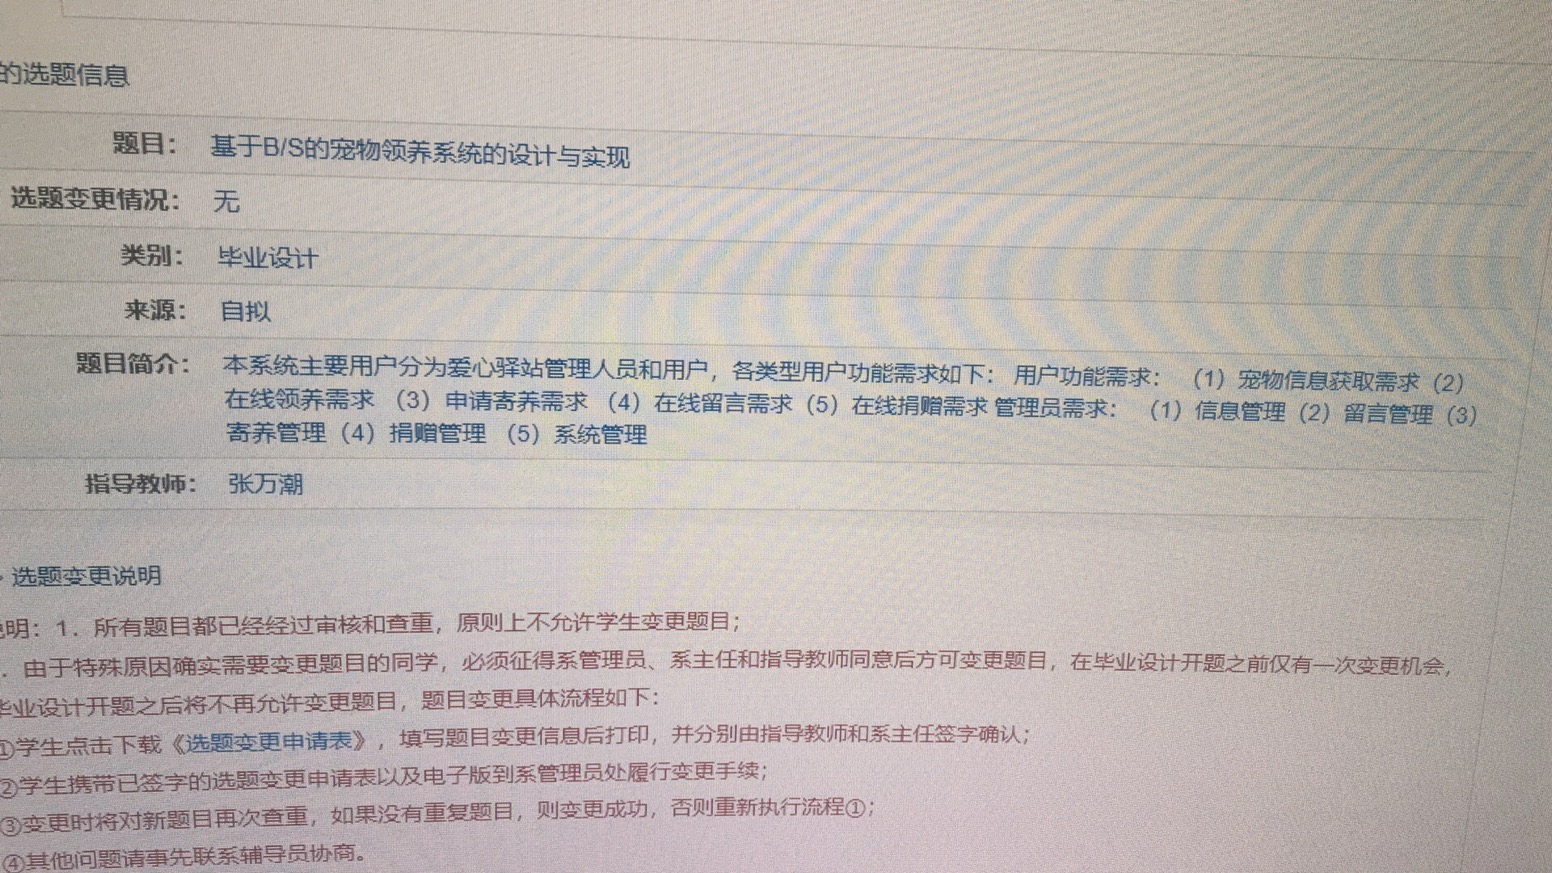 的选题信息
题目： 基于B/S的宠物领养系统的设计与实现
选题变更情况： 无
类别： 毕业设计
来源： 自拟
题目简介： 本系统主要用户分为爱心驿站管理人员和用户，各类型用户功能需求如下： 用户功能需求： （1）宠物信息获取需求（2）
在线领养需求 （3）申请寄养需求 （4）在线留言需求（5）在线捐赠需求 管理员需求： （1）信息管理（2）留言管理（3）
寄养管理（4）捐赠管理 （5）系统管理
指导教师： 张万潮
选题变更说明
明：1．所有题目都已经经过审核和查重，原则上不允许学生变更题目；
．由于特殊原因确实需要变更题目的同学，必须征得系管理员、系主任和指导教师同意后方可变更题目，在毕业设计开题之前仅有一次变更机会，
毕业设计开题之后将不再允许变更题目，题目变更具体流程如下：
①学生点击下载《选题变更申请表》，填写题目变更信息后打印，并分别由指导教师和系主任签字确认；
②学生携带已签字的选题变更申请表以及电子版到系管理员处履行变更手续；
③变更时将对新题目再次查重，如果没有重复题目，则变更成功，否则重新执行流程①；
④其他问题请事先联系辅导员协商。